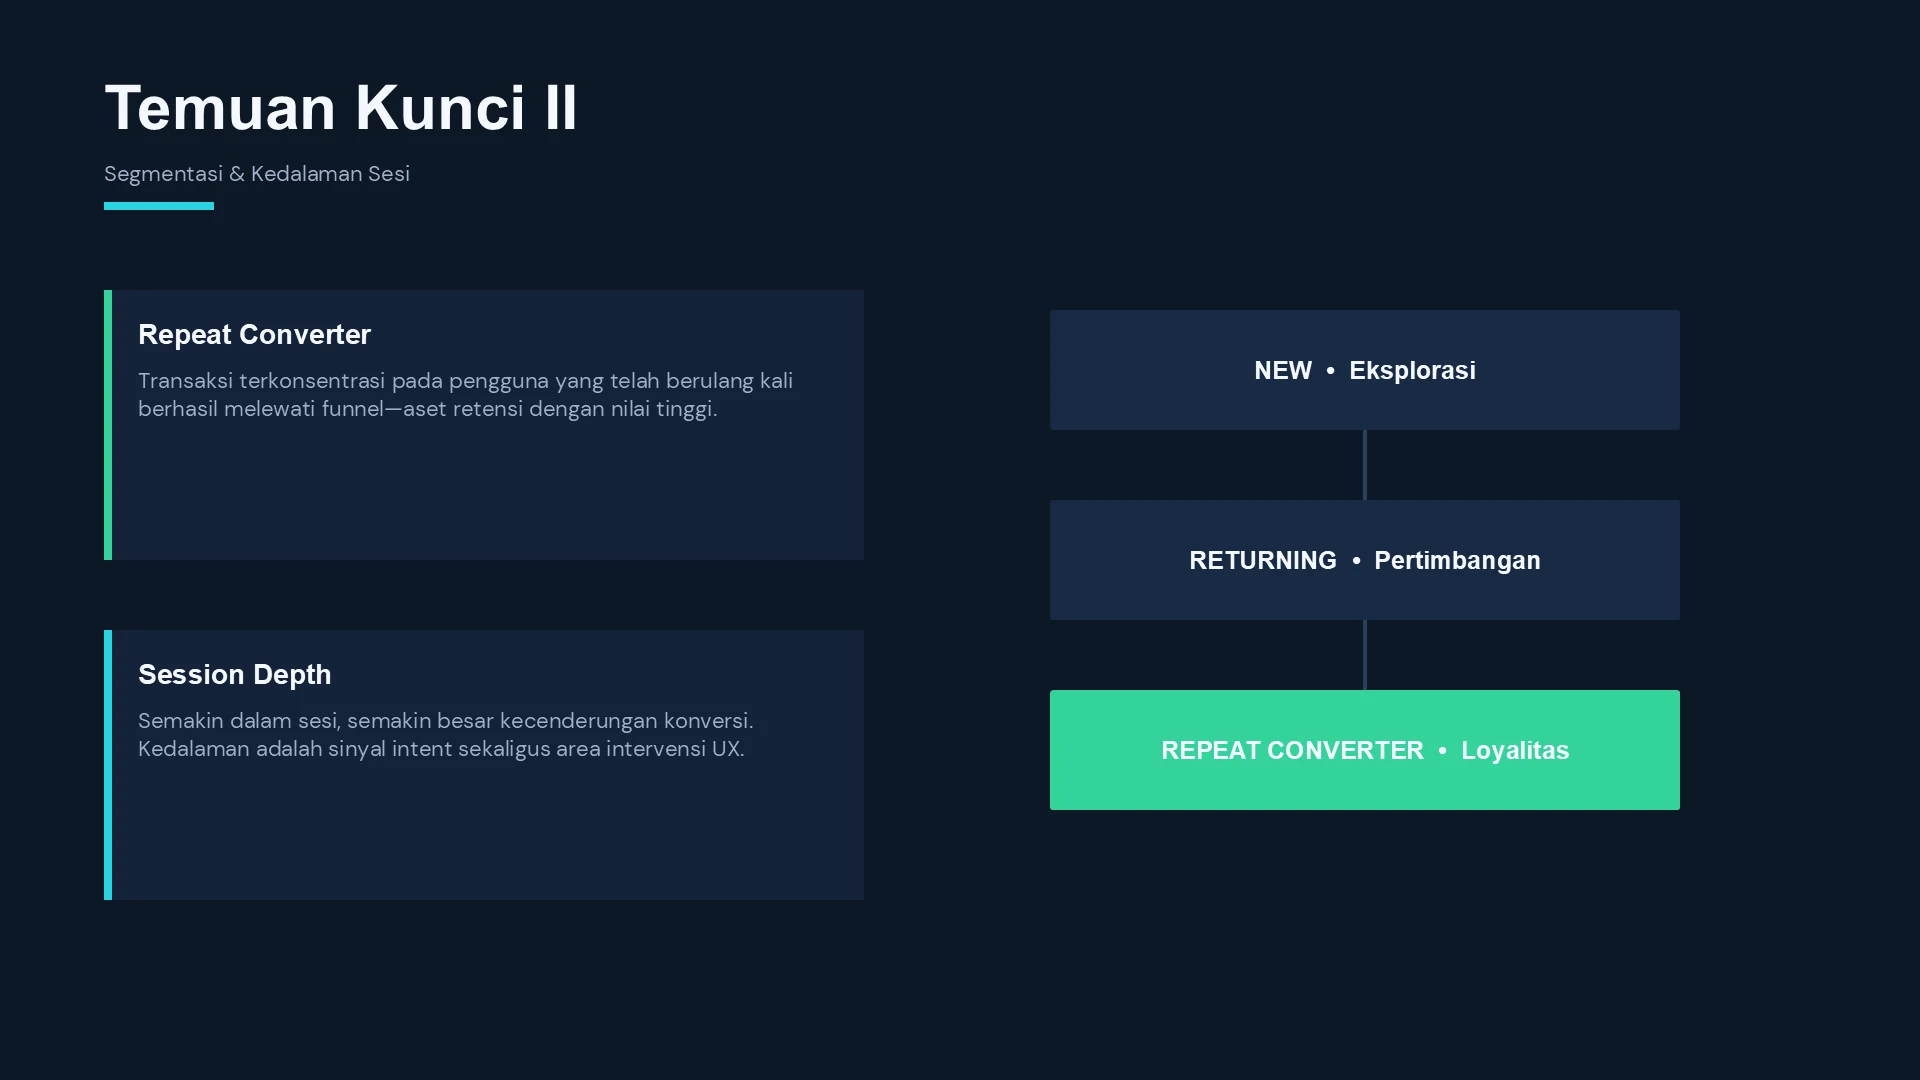 Temuan Kunci II
Segmentasi & Kedalaman Sesi
Repeat Converter
Transaksi terkonsentrasi pada pengguna yang telah berulang kali
berhasil melewati funnel—aset retensi dengan nilai tinggi.
Session Depth
Semakin dalam sesi, semakin besar kecenderungan konversi.
Kedalaman adalah sinyal intent sekaligus area intervensi UX.
NEW • Eksplorasi
RETURNING • Pertimbangan
REPEAT CONVERTER • Loyalitas